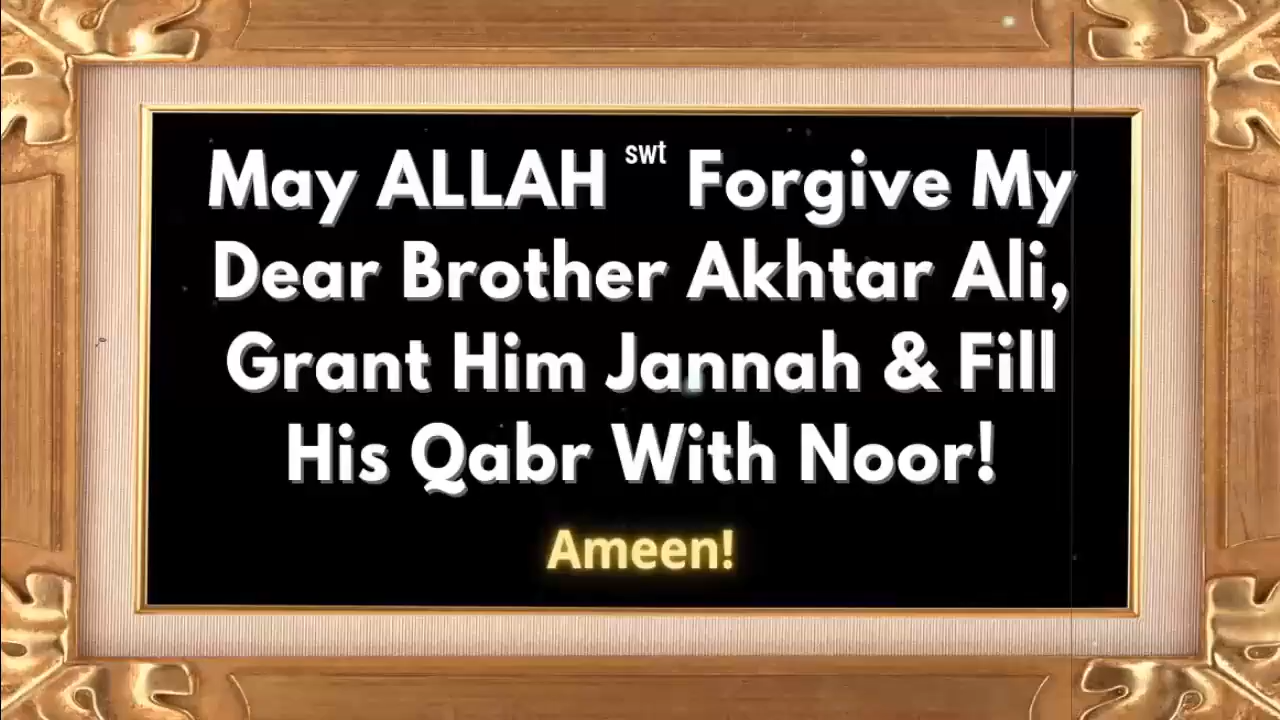 May ALLAH swt Forgive My
Dear Brother Akhtar Ali,
Grant Him Jannah & Fill
His Qabr With Noor!
Ameen!